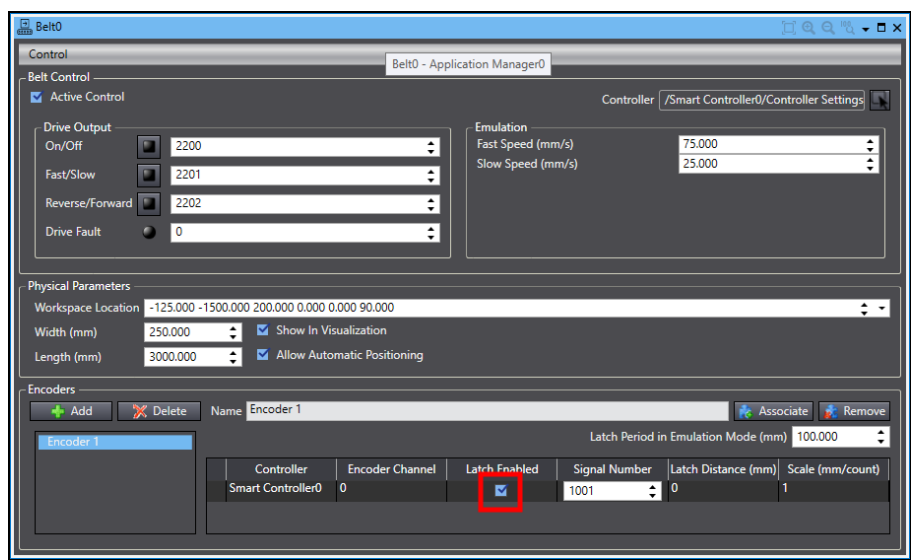 Belt0
Control
Belt0 - Application Manager0
Belt Control
Active Control
Controller /Smart Controller0/Controller Settings
Drive Output
On/Off 2200
Fast/Slow 2201
Reverse/Forward 2202
Drive Fault 0
Emulation
Fast Speed (mm/s) 75.000
Slow Speed (mm/s) 25.000
Physical Parameters
Workspace Location -125.000 -1500.000 200.000 0.000 0.000 90.000
Width (mm) 250.000 Show In Visualization
Length (mm) 3000.000 Allow Automatic Positioning
Encoders
Add Delete Name Encoder 1 Associate Remove
Encoder 1
Latch Period in Emulation Mode (mm) 100.000
Controller Encoder Channel Latch Enabled Signal Number Latch Distance (mm) Scale (mm/count)
Smart Controller0 0 1001 0 1